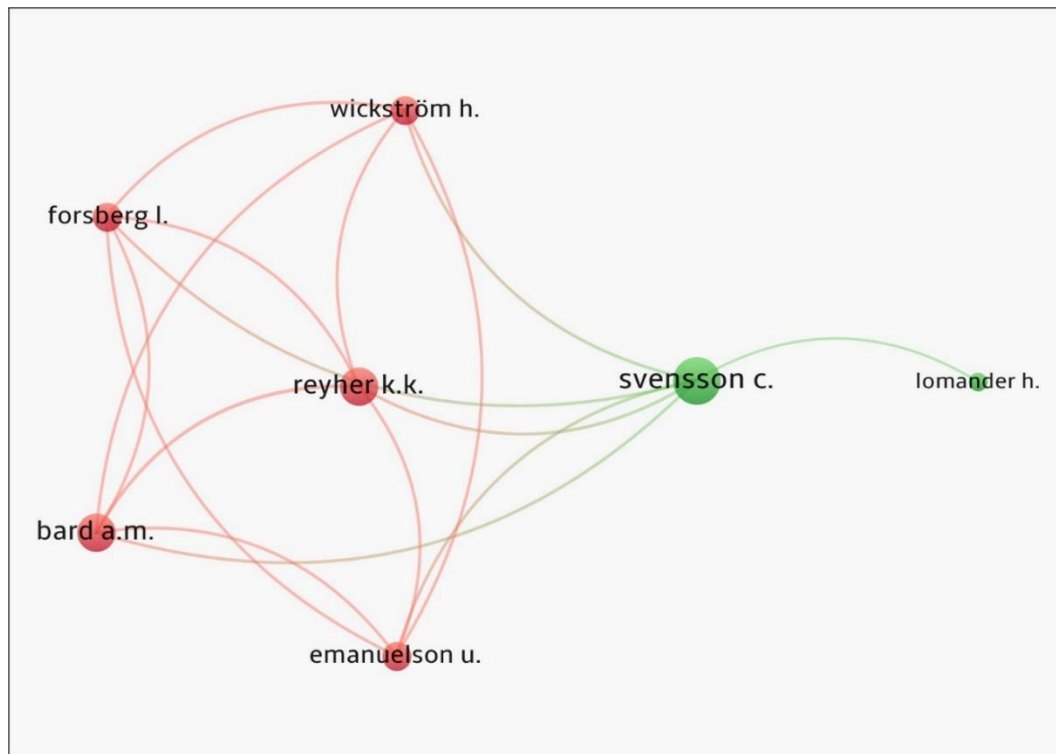 wickström h.
forsberg l.
reyher k.k.
svensson c.
lomander h.
bard a.m.
emanuelson u.